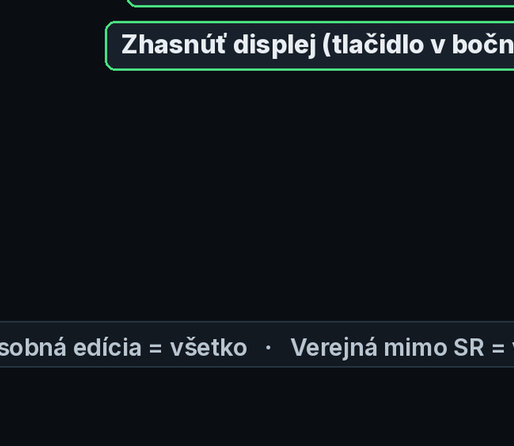 Zhasnúť displej (tlačidlo v bočn
sobná edícia = všetko · Verejná mimo SR =